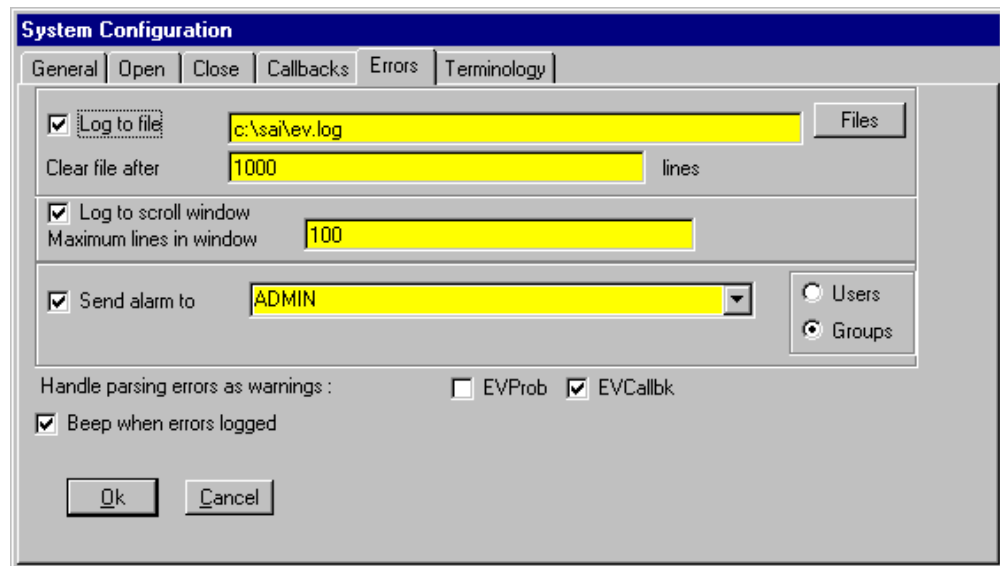 System Configuration
General Open Close Callbacks Errors Terminology
Log to file c:\sai\ev.log Files
Clear file after 1000 lines
Log to scroll window
Maximum lines in window 100
Send alarm to ADMIN Users
Groups
Handle parsing errors as warnings : EVProb EVCallbk
Beep when errors logged
Ok Cancel